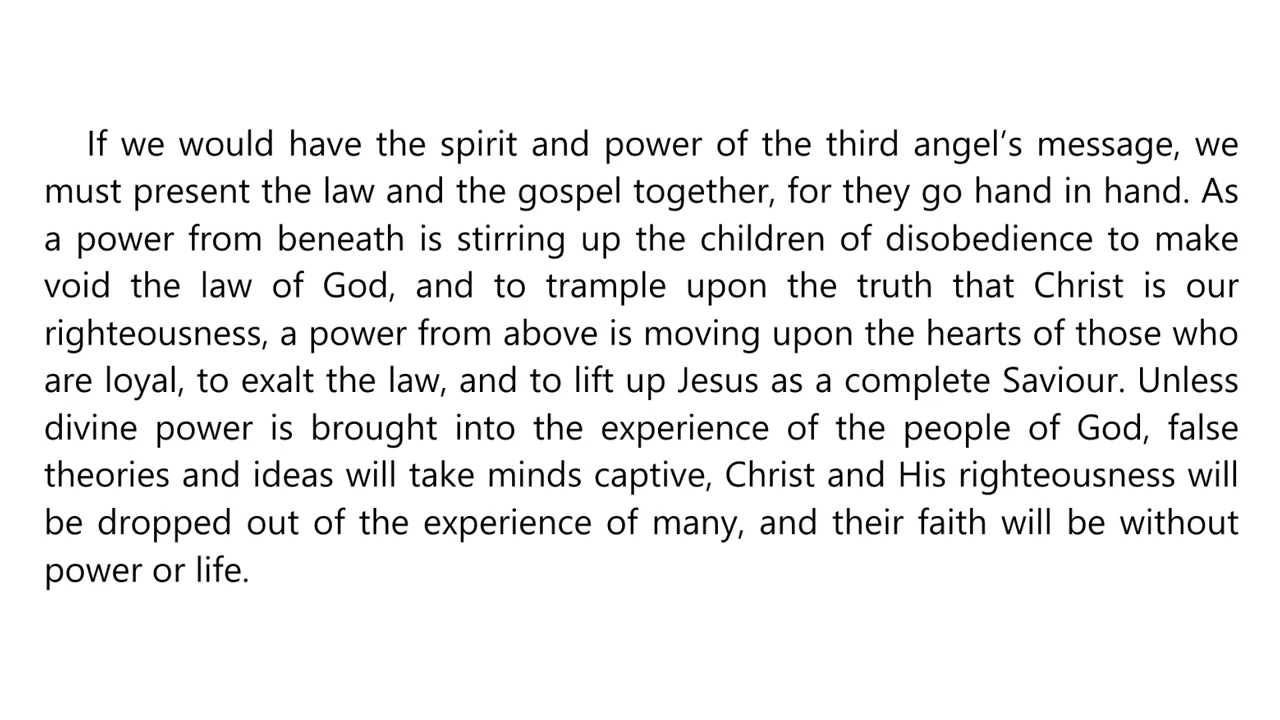 If we would have the spirit and power of the third angel’s message, we
must present the law and the gospel together, for they go hand in hand. As
a power from beneath is stirring up the children of disobedience to make
void the law of God, and to trample upon the truth that Christ is our
righteousness, a power from above is moving upon the hearts of those who
are loyal, to exalt the law, and to lift up Jesus as a complete Saviour. Unless
divine power is brought into the experience of the people of God, false
theories and ideas will take minds captive, Christ and His righteousness will
be dropped out of the experience of many, and their faith will be without
power or life.